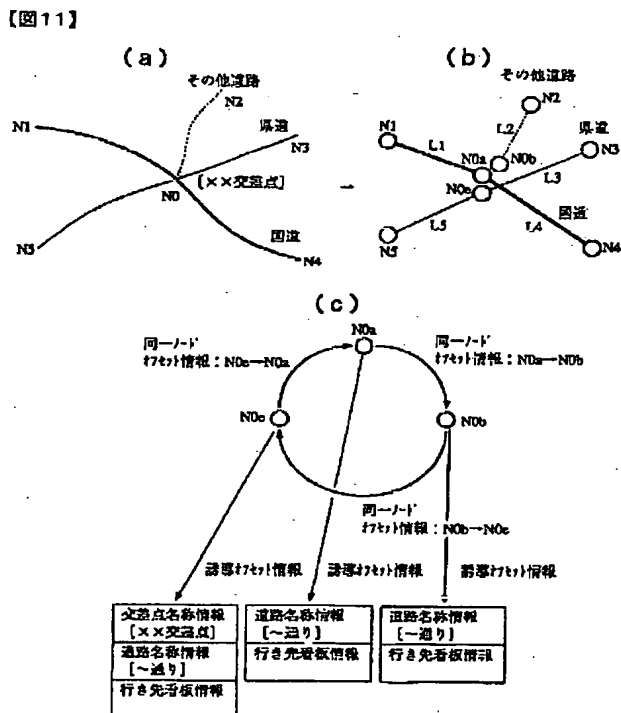 【図11】
(a)
その他道路
N2
N1
県道
N3
N0
[××交差点]
国道
N5
N4
→
(b)
その他道路
N2
N1
L1
L2
県道
N0a
N0b
N3
N0c
L3
国道
L5
L4
N5
N4
(c)
N0a
同一ノード
オフセット情報：N0c→N0a
同一ノード
オフセット情報：N0a→N0b
N0c
N0b
同一ノード
オフセット情報：N0b→N0c
誘導オフセット情報
誘導オフセット情報
誘導オフセット情報
交差点名称情報
[××交差点]
道路名称情報
[～通り]
行き先看板情報
道路名称情報
[～通り]
行き先看板情報
道路名称情報
[～通り]
行き先看板情報